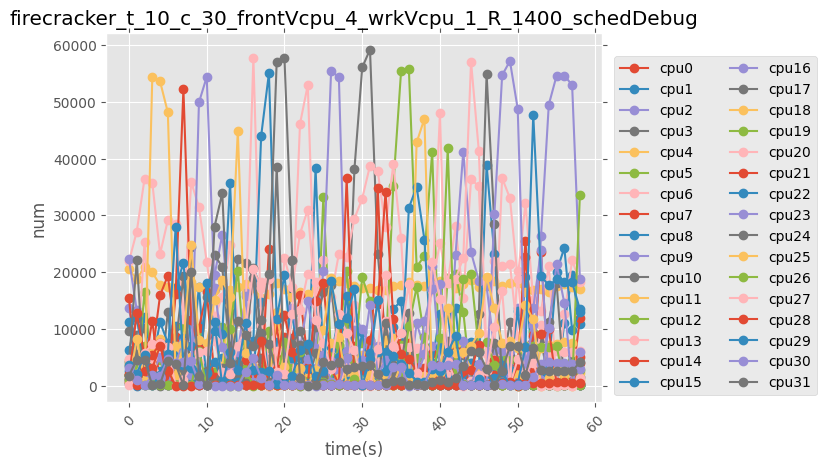 firecracker_t_10_c_30_frontVcpu_4_wrkVcpu_1_R_1400_schedDebug
num
60000
50000
40000
30000
20000
10000
0
0
10
20
30
40
50
60
time(s)
cpu0
cpu1
cpu2
cpu3
cpu4
cpu5
cpu6
cpu7
cpu8
cpu9
cpu10
cpu11
cpu12
cpu13
cpu14
cpu15
cpu16
cpu17
cpu18
cpu19
cpu20
cpu21
cpu22
cpu23
cpu24
cpu25
cpu26
cpu27
cpu28
cpu29
cpu30
cpu31